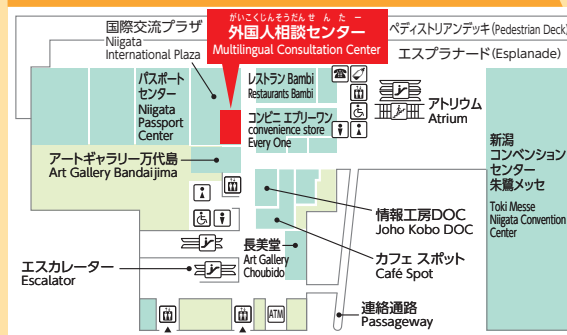 国際交流プラザ
Niigata
International Plaza
がいこくじんそうだんせんたー
外国人相談センター
Multilingual Consultation Center
ペディストリアンデッキ(Pedestrian Deck)
エスプラナード(Esplanade)
パスポート
センター
Niigata
Passport
Center
レストラン Bambi
Restaurants Bambi
コンビニ エブリーワン
convenience store
Every One
アトリウム
Atrium
新潟
コンベンション
センター
朱鷺メッセ
Toki Messe
Niigata Convention
Center
アートギャラリー万代島
Art Gallery Bandaijima
情報工房DOC
Joho Kobo DOC
長美堂
Art Gallery
Choubido
カフェ スポット
Café Spot
エスカレーター
Escalator
ATM
連絡通路
Passageway